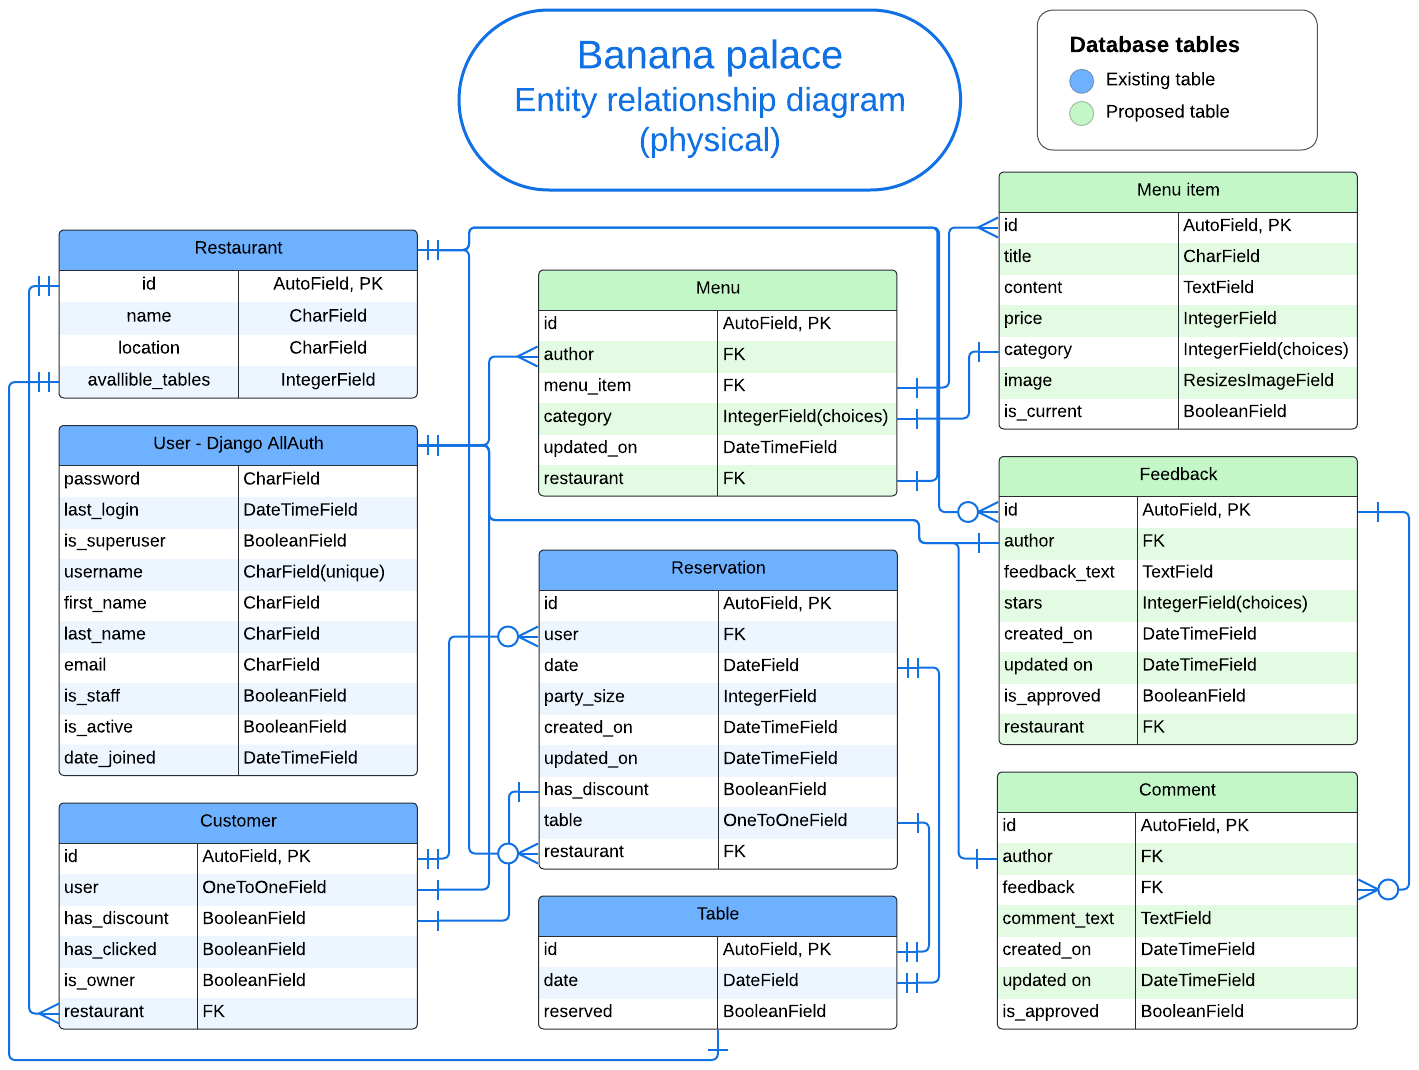 Banana palace
Entity relationship diagram
(physical)
Database tables
Existing table
Proposed table
Restaurant
id AutoField, PK
name CharField
location CharField
avallible_tables IntegerField
User - Django AllAuth
password CharField
last_login DateTimeField
is_superuser BooleanField
username CharField(unique)
first_name CharField
last_name CharField
email CharField
is_staff BooleanField
is_active BooleanField
date_joined DateTimeField
Customer
id AutoField, PK
user OneToOneField
has_discount BooleanField
has_clicked BooleanField
is_owner BooleanField
restaurant FK
Menu
id AutoField, PK
author FK
menu_item FK
category IntegerField(choices)
updated_on DateTimeField
restaurant FK
Reservation
id AutoField, PK
user FK
date DateField
party_size IntegerField
created_on DateTimeField
updated_on DateTimeField
has_discount BooleanField
table OneToOneField
restaurant FK
Table
id AutoField, PK
date DateField
reserved BooleanField
Menu item
id AutoField, PK
title CharField
content TextField
price IntegerField
category IntegerField(choices)
image ResizesImageField
is_current BooleanField
Feedback
id AutoField, PK
author FK
feedback_text TextField
stars IntegerField(choices)
created_on DateTimeField
updated on DateTimeField
is_approved BooleanField
restaurant FK
Comment
id AutoField, PK
author FK
feedback FK
comment_text TextField
created_on DateTimeField
updated on DateTimeField
is_approved BooleanField